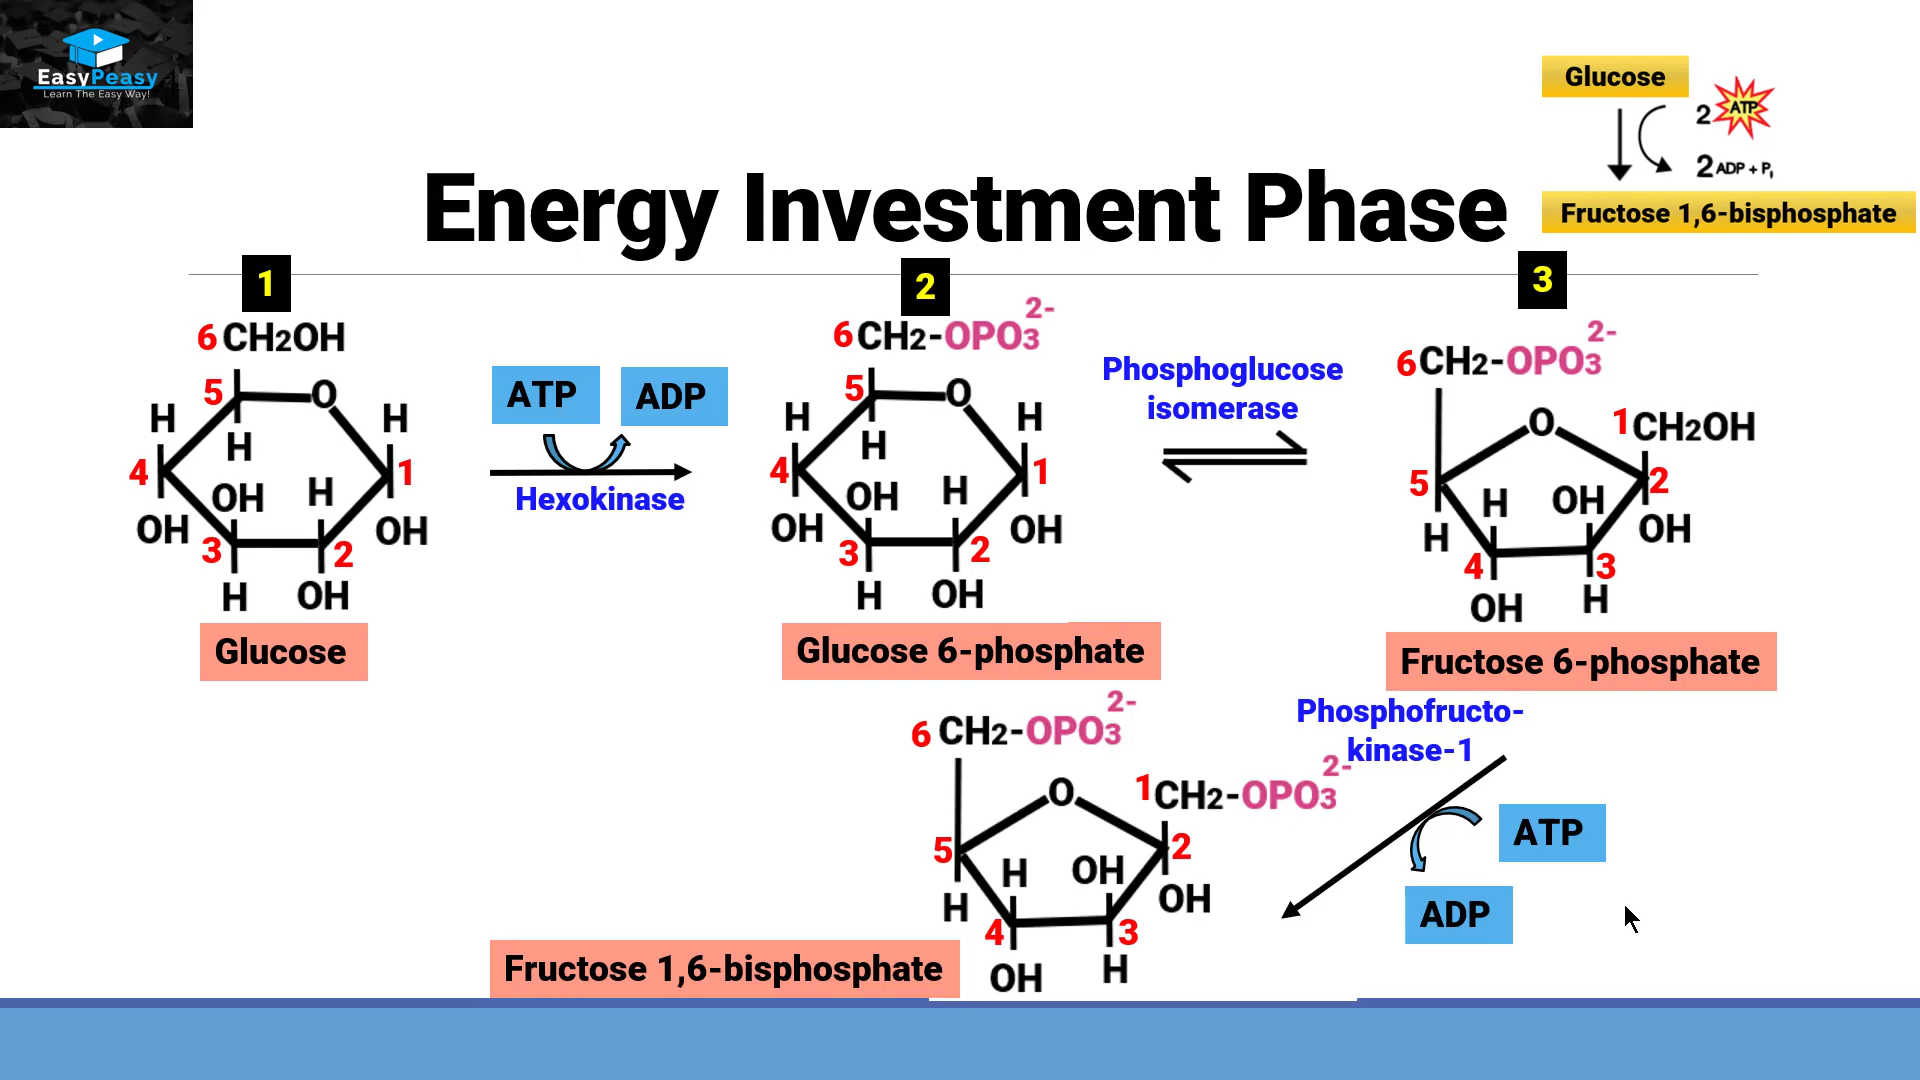 EasyPeasy
Learn The Easy Way!
Glucose
2 ATP
2 ADP + Pi
Fructose 1,6-bisphosphate
Energy Investment Phase
1
2
3
6 CH2OH
5
O
H
H
H
4
1
OH
H
OH
OH
3
2
H
OH
Glucose
ATP
ADP
Hexokinase
6 CH2-OPO3 2-
5
O
H
H
H
4
1
OH
H
OH
OH
3
2
H
OH
Glucose 6-phosphate
Phosphoglucose
isomerase
6 CH2-OPO3 2-
O
1 CH2OH
5
2
H
OH
H
OH
4
3
OH
H
Fructose 6-phosphate
Phosphofructo-
kinase-1
ATP
ADP
6 CH2-OPO3 2-
O
1 CH2-OPO3 2-
5
2
H
OH
H
OH
4
3
OH
H
Fructose 1,6-bisphosphate